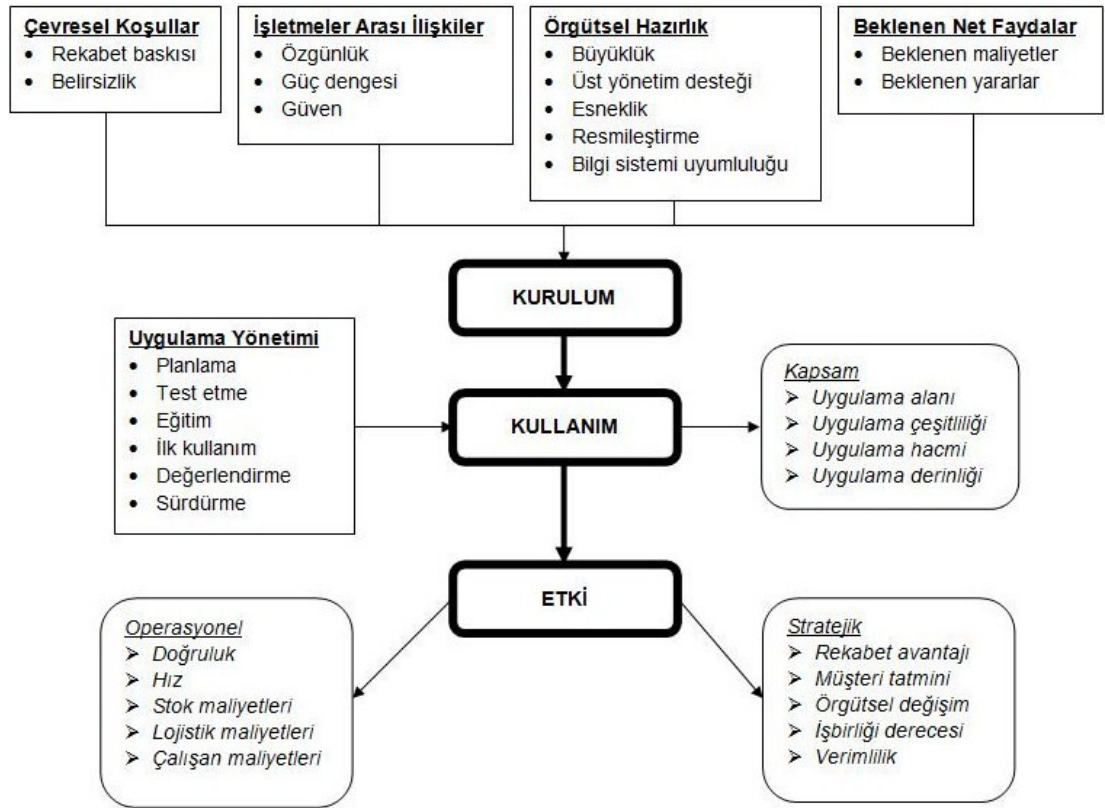 Çevresel Koşullar
• Rekabet baskısı
• Belirsizlik
İşletmeler Arası İlişkiler
• Özgünlük
• Güç dengesi
• Güven
Örgütsel Hazırlık
• Büyüklük
• Üst yönetim desteği
• Esneklik
• Resmileştirme
• Bilgi sistemi uyumluluğu
Beklenen Net Faydalar
• Beklenen maliyetler
• Beklenen yararlar
KURULUM
Uygulama Yönetimi
• Planlama
• Test etme
• Eğitim
• İlk kullanım
• Değerlendirme
• Sürdürme
KULLANIM
Kapsam
➢ Uygulama alanı
➢ Uygulama çeşitliliği
➢ Uygulama hacmi
➢ Uygulama derinliği
ETKİ
Operasyonel
➢ Doğruluk
➢ Hız
➢ Stok maliyetleri
➢ Lojistik maliyetleri
➢ Çalışan maliyetleri
Stratejik
➢ Rekabet avantajı
➢ Müşteri tatmini
➢ Örgütsel değişim
➢ İşbirliği derecesi
➢ Verimlilik